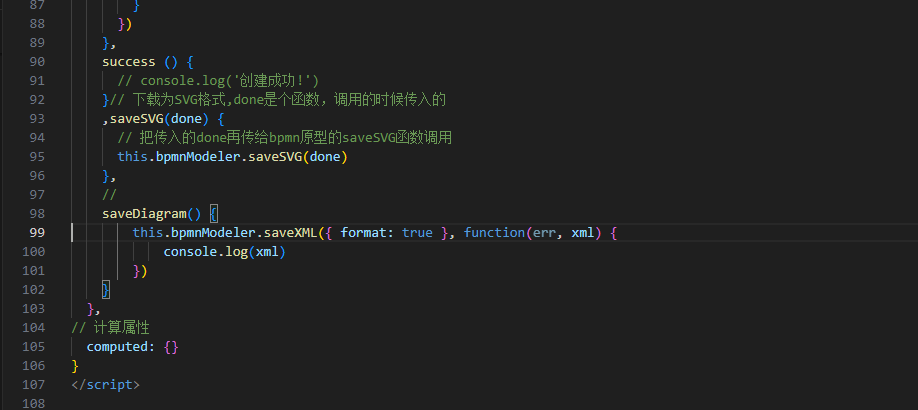 87 }
88 })
89 },
90 success () {
91 // console.log('创建成功!')
92 }// 下载为SVG格式,done是个函数，调用的时候传入的
93 ,saveSVG(done) {
94 // 把传入的done再传给bpmn原型的saveSVG函数调用
95 this.bpmnModeler.saveSVG(done)
96 },
97 //
98 saveDiagram() {
99 this.bpmnModeler.saveXML({ format: true }, function(err, xml) {
100 console.log(xml)
101 })
102 }
103 },
104 // 计算属性
105 computed: {}
106 }
107 </script>
108